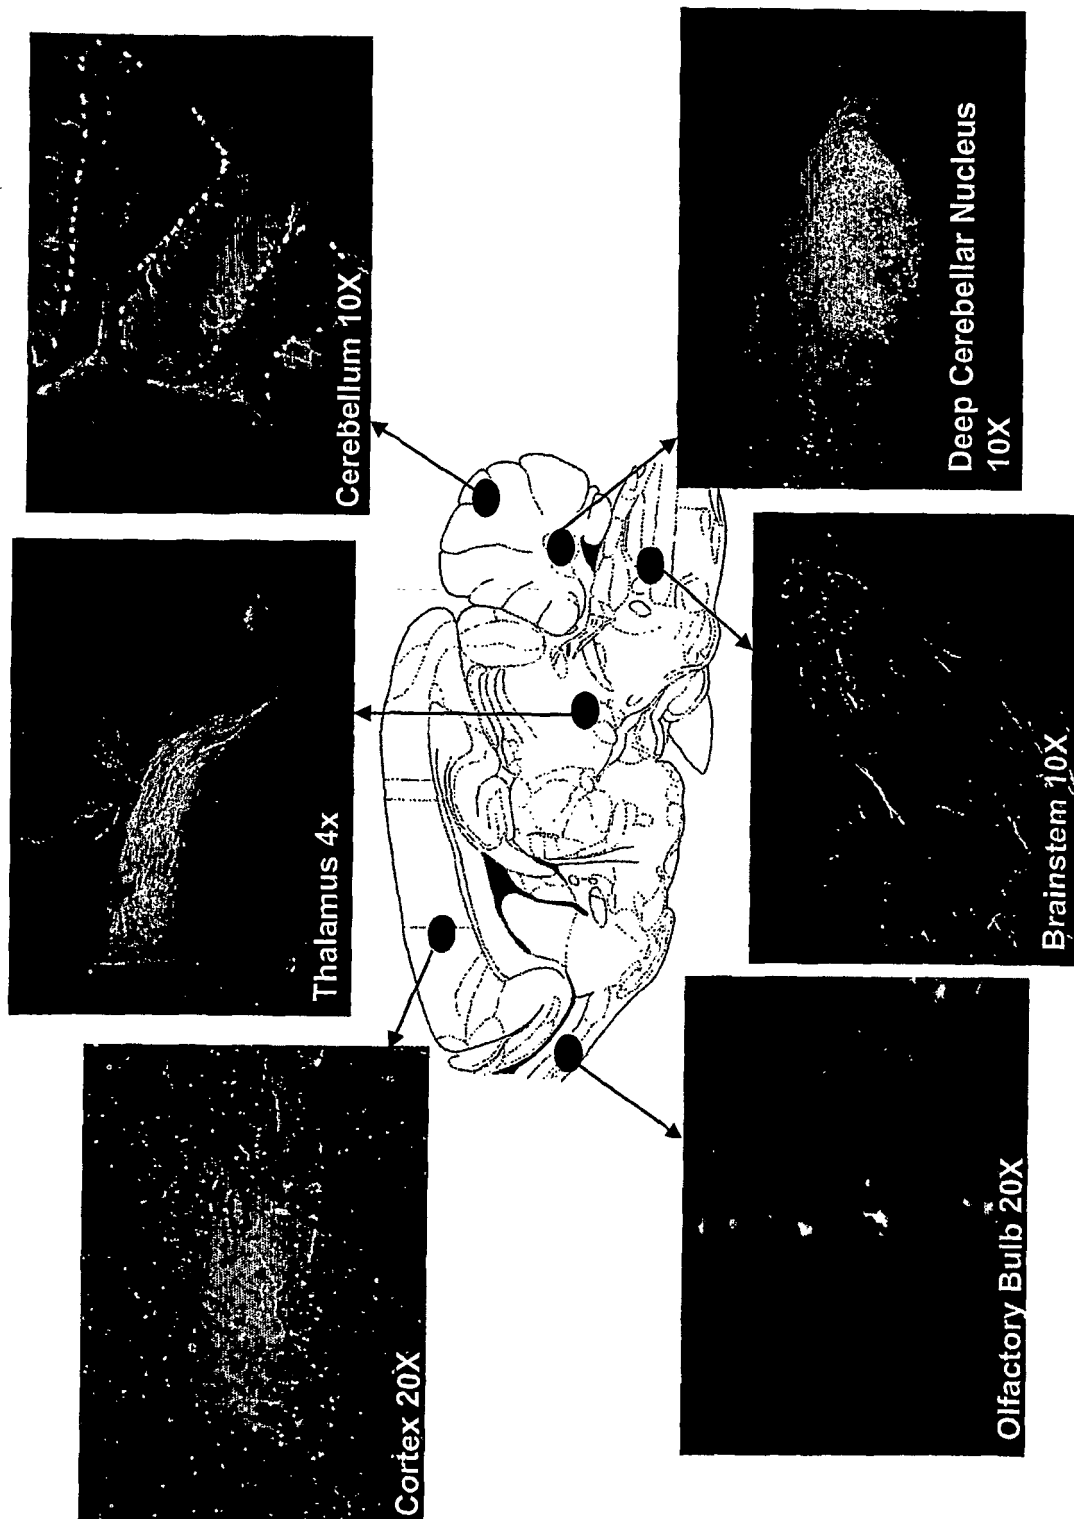 Cortex 20X
Thalamus 4x
Cerebellum 10X
Olfactory Bulb 20X
Brainstem 10X
Deep Cerebellar Nucleus
10X